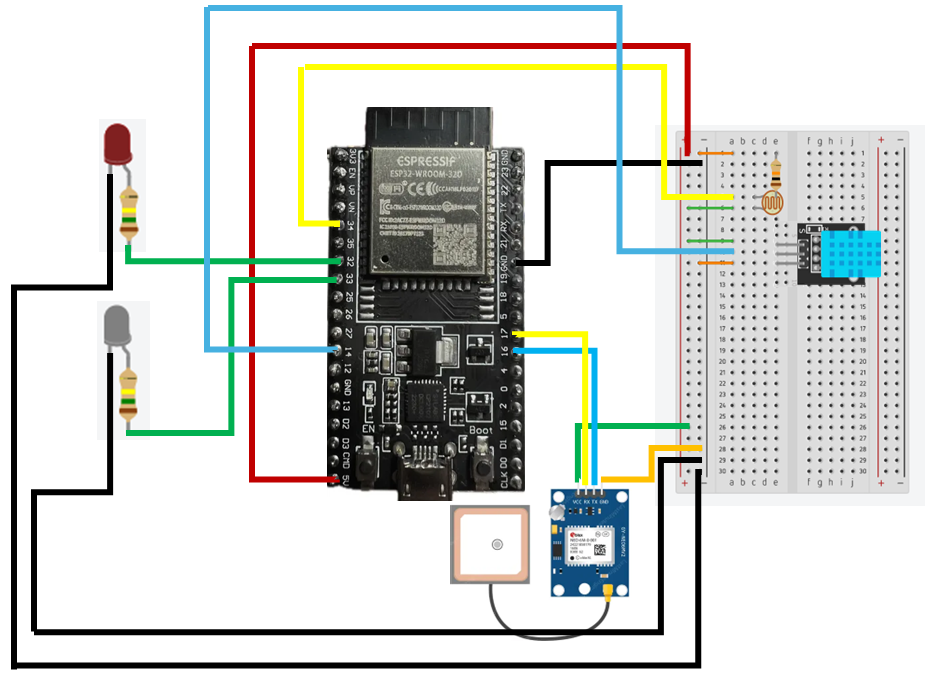 ESPRESSIF
ESP32-WROOM-32D
3V3 EN VP VN 34 35 32 33 25 26 27 14 12 GND 13 D2 D3 CMD 5V
GND 23 22 TX RX 21 GND 19 18 5 17 16 4 0 2 15 D1 D0 CLK
EN
Boot
VCC RX TX GND
GY-NEO6MV2
+ − a b c d e f g h i j + −
1 1
2 2
3 3
4 4
5 5
6 6
7 7
8
9
10
11
12
13 13
14 14
15 15
16 16
17 17
18 18
19 19
20 20
21 21
22 22
23 23
24 24
25 25
26 26
27 27
28 28
29 29
30 30
+ − a b c d e f g h i j + −
S